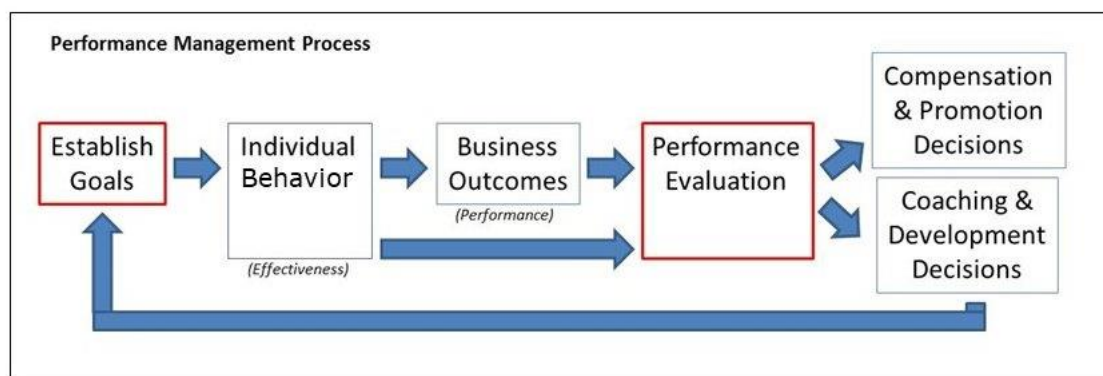 Performance Management Process
Establish
Goals
Individual
Behavior
(Effectiveness)
Business
Outcomes
(Performance)
Performance
Evaluation
Compensation
& Promotion
Decisions
Coaching &
Development
Decisions